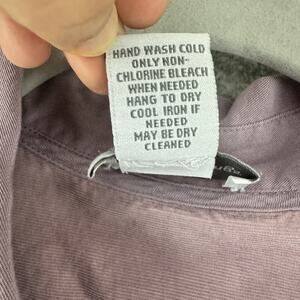 HAND WASH COLD
ONLY NON-
CHLORINE BLEACH
WHEN NEEDED
HANG TO DRY
COOL IRON IF
NEEDED
MAY BE DRY
CLEANED